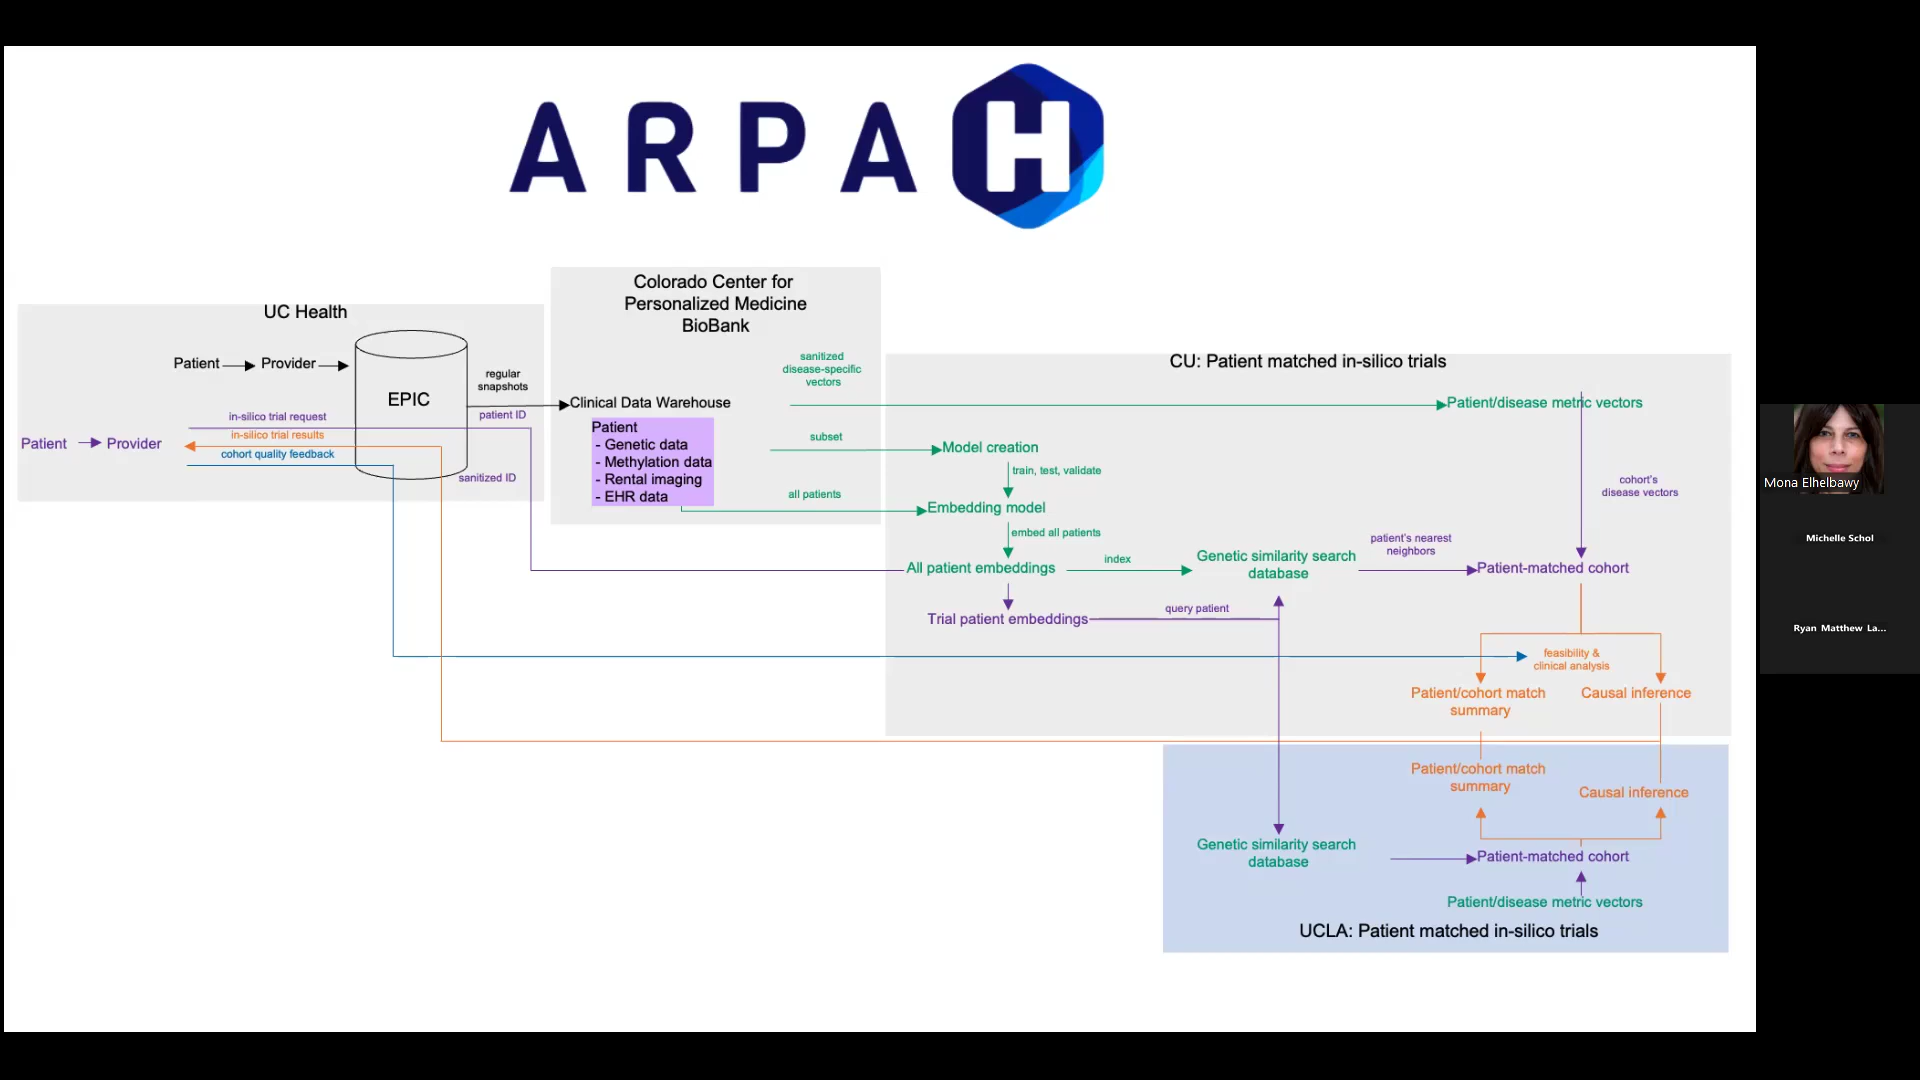 ARPA H
Colorado Center for
Personalized Medicine
BioBank
UC Health
Patient
Provider
EPIC
regular
snapshots
patient ID
sanitized ID
in-silico trial request
in-silico trial results
cohort quality feedback
Patient
Provider
Clinical Data Warehouse
Patient
- Genetic data
- Methylation data
- Rental imaging
- EHR data
sanitized
disease-specific
vectors
subset
all patients
CU: Patient matched in-silico trials
Patient/disease metric vectors
Model creation
train, test, validate
Embedding model
embed all patients
All patient embeddings
index
Genetic similarity search
database
patient's nearest
neighbors
cohort's
disease vectors
Patient-matched cohort
Trial patient embeddings
query patient
feasibility &
clinical analysis
Patient/cohort match
summary
Causal inference
Patient/cohort match
summary
Causal inference
Genetic similarity search
database
Patient-matched cohort
Patient/disease metric vectors
UCLA: Patient matched in-silico trials
Mona Elhelbawy
Michelle Schol
Ryan Matthew La...